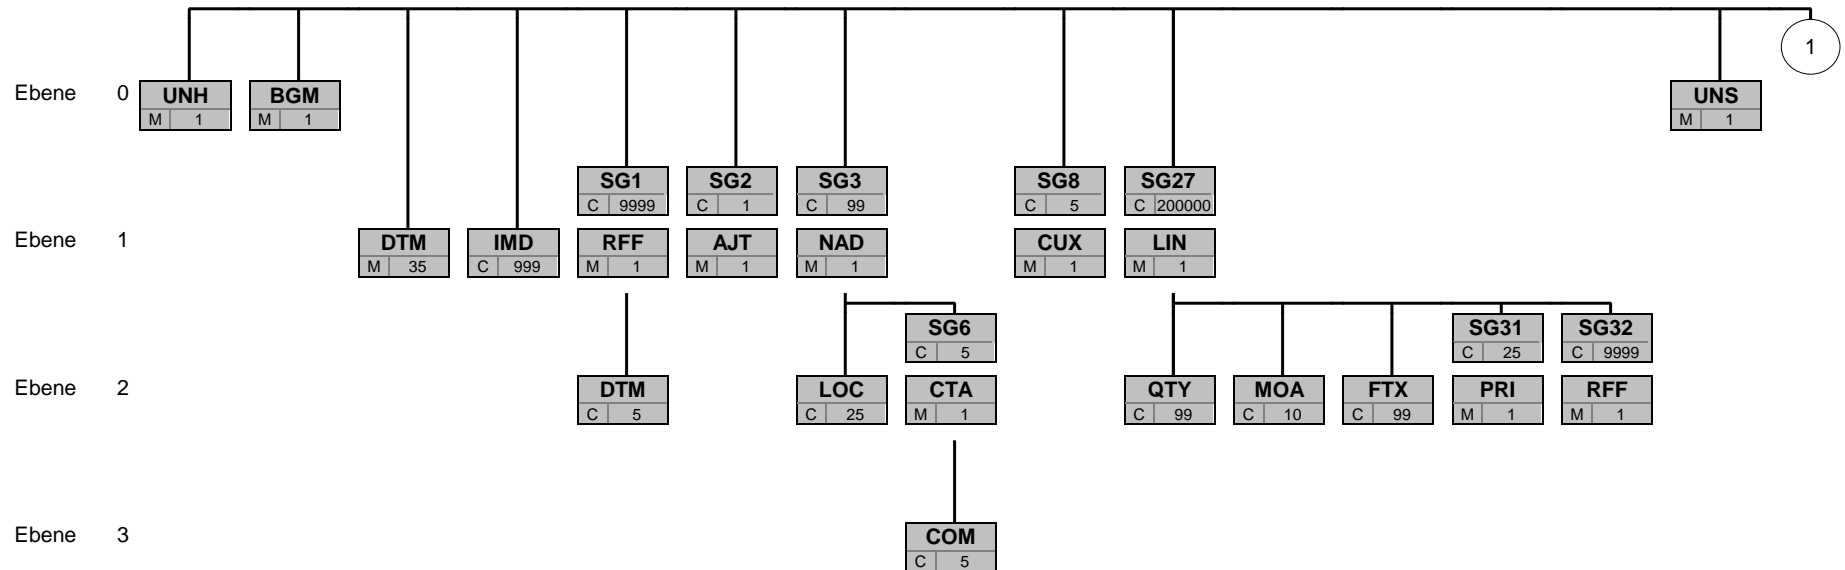 1
Ebene 0 UNH BGM UNS
M 1 M 1 M 1
SG1 SG2 SG3 SG8 SG27
C 9999 C 1 C 99 C 5 C 200000
Ebene 1 DTM IMD RFF AJT NAD CUX LIN
M 35 C 999 M 1 M 1 M 1 M 1 M 1
SG6 SG31 SG32
C 5 C 25 C 9999
Ebene 2 DTM LOC CTA QTY MOA FTX PRI RFF
C 5 C 25 M 1 C 99 C 10 C 99 M 1 M 1
Ebene 3 COM
C 5